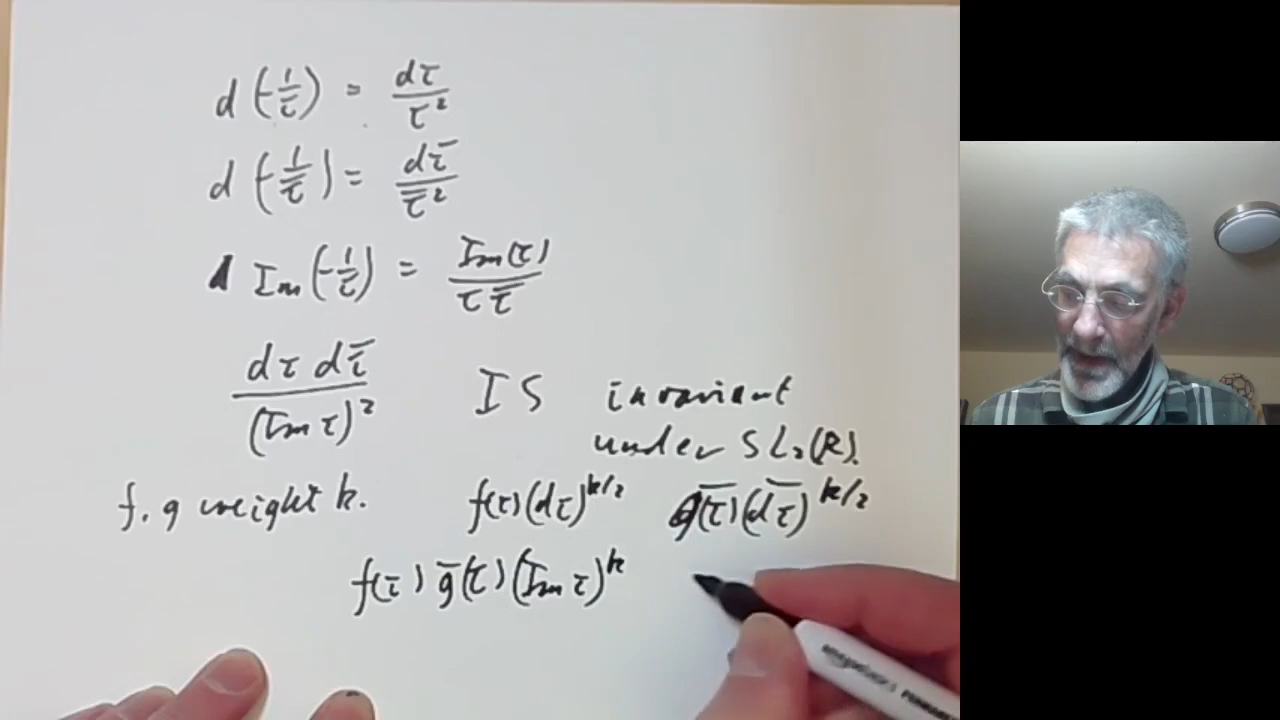 d(-1/τ) = dτ/τ²
d(-1/τ̄) = dτ̄/τ̄²
Im(-1/τ) = Im(τ)/ττ̄
dτ dτ̄/(Im τ)² IS invariant
under SL₂(R).
f, g weight k. f(τ)(dτ)^{k/2} g(τ̄)(dτ̄)^{k/2}
f(τ) ḡ(τ)(Im τ)^k